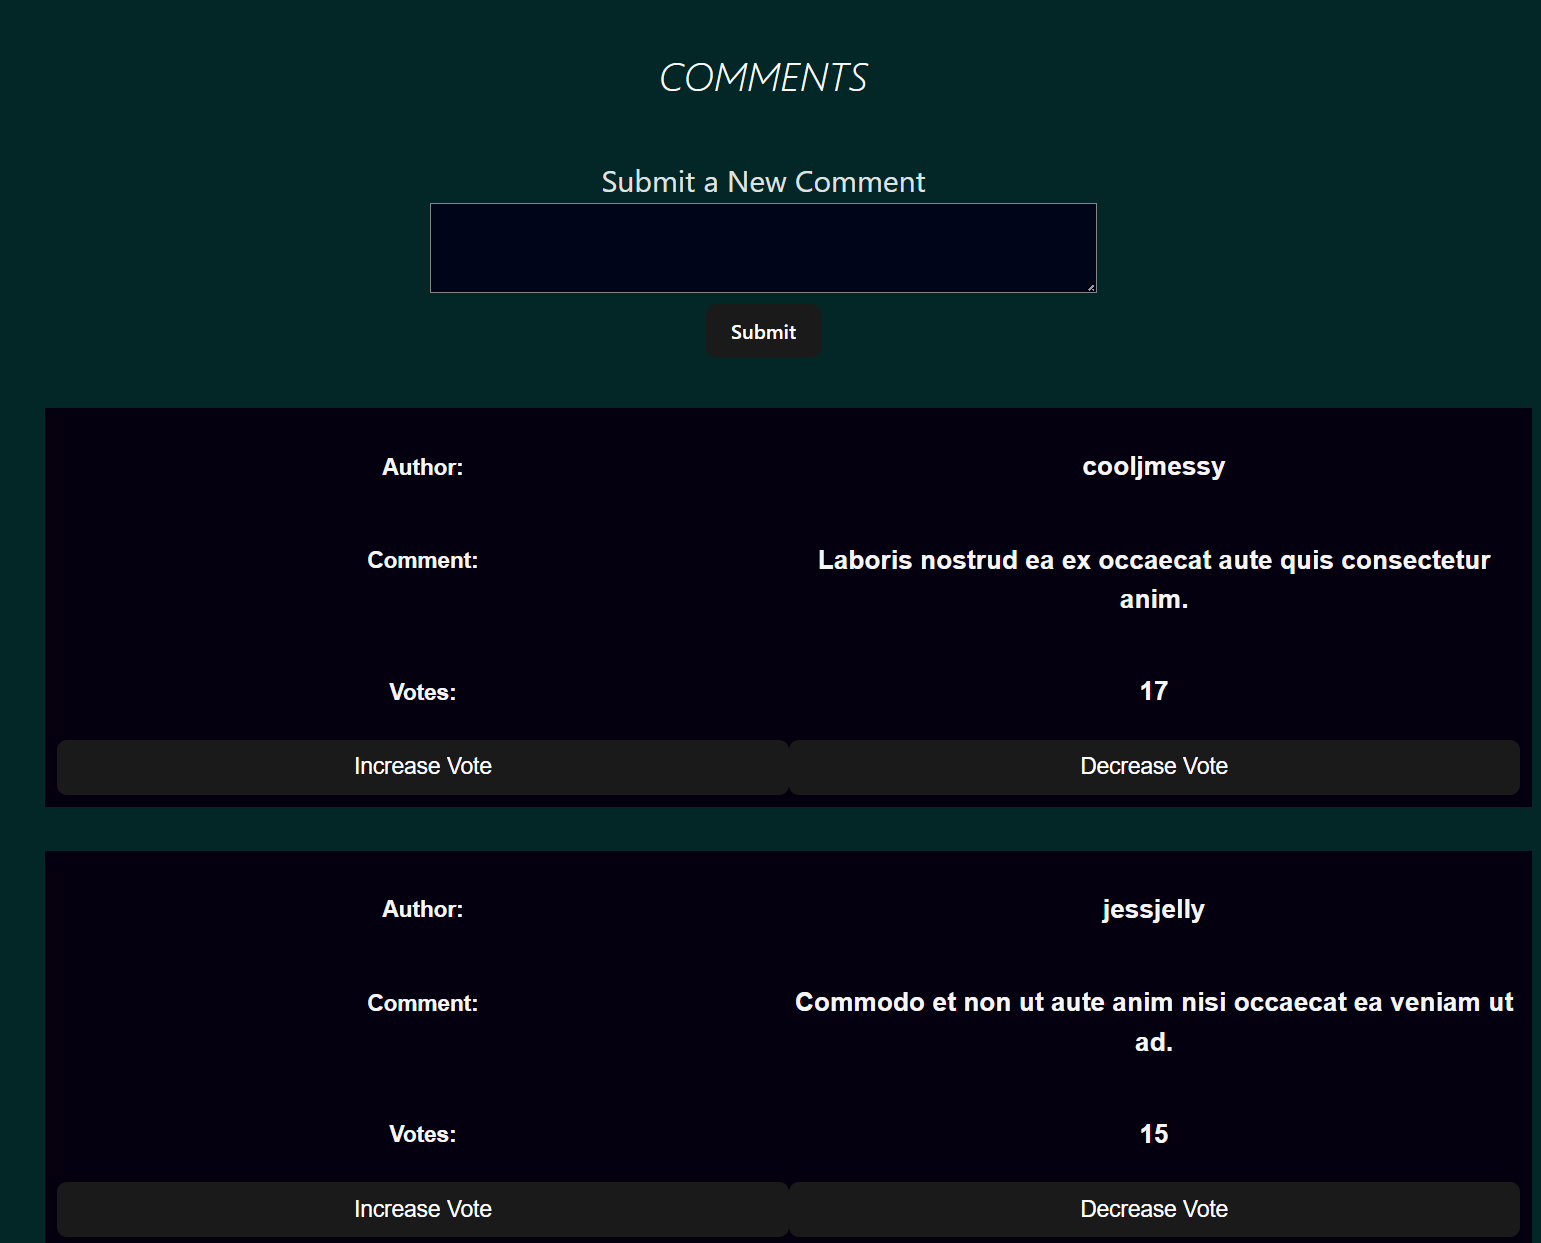 COMMENTS
Submit a New Comment
Submit
Author: cooljmessy
Comment: Laboris nostrud ea ex occaecat aute quis consectetur
anim.
Votes: 17
Increase Vote Decrease Vote
Author: jessjelly
Comment: Commodo et non ut aute anim nisi occaecat ea veniam ut
ad.
Votes: 15
Increase Vote Decrease Vote